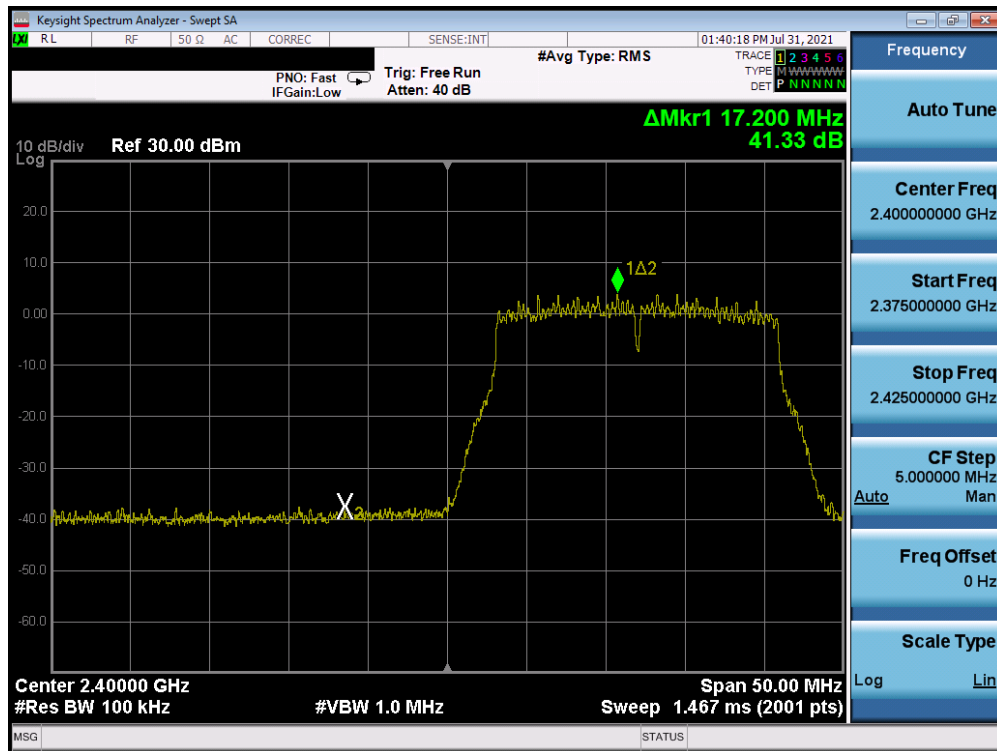 Keysight Spectrum Analyzer - Swept SA
LXI RL RF 50 Ω AC CORREC SENSE:INT 01:40:18 PM Jul 31, 2021
#Avg Type: RMS
TRACE 1 2 3 4 5 6
PNO: Fast Trig: Free Run TYPE M WWWWW
IFGain:Low Atten: 40 dB DET P N N N N N
ΔMkr1 17.200 MHz
41.33 dB
10 dB/div Ref 30.00 dBm
Log
20.0
10.0
0.00
-10.0
-20.0
-30.0
-40.0
-50.0
-60.0
1Δ2
X2
Center 2.40000 GHz Span 50.00 MHz
#Res BW 100 kHz #VBW 1.0 MHz Sweep 1.467 ms (2001 pts)
MSG STATUS
Frequency
Auto Tune
Center Freq
2.400000000 GHz
Start Freq
2.375000000 GHz
Stop Freq
2.425000000 GHz
CF Step
5.000000 MHz
Auto Man
Freq Offset
0 Hz
Scale Type
Log Lin